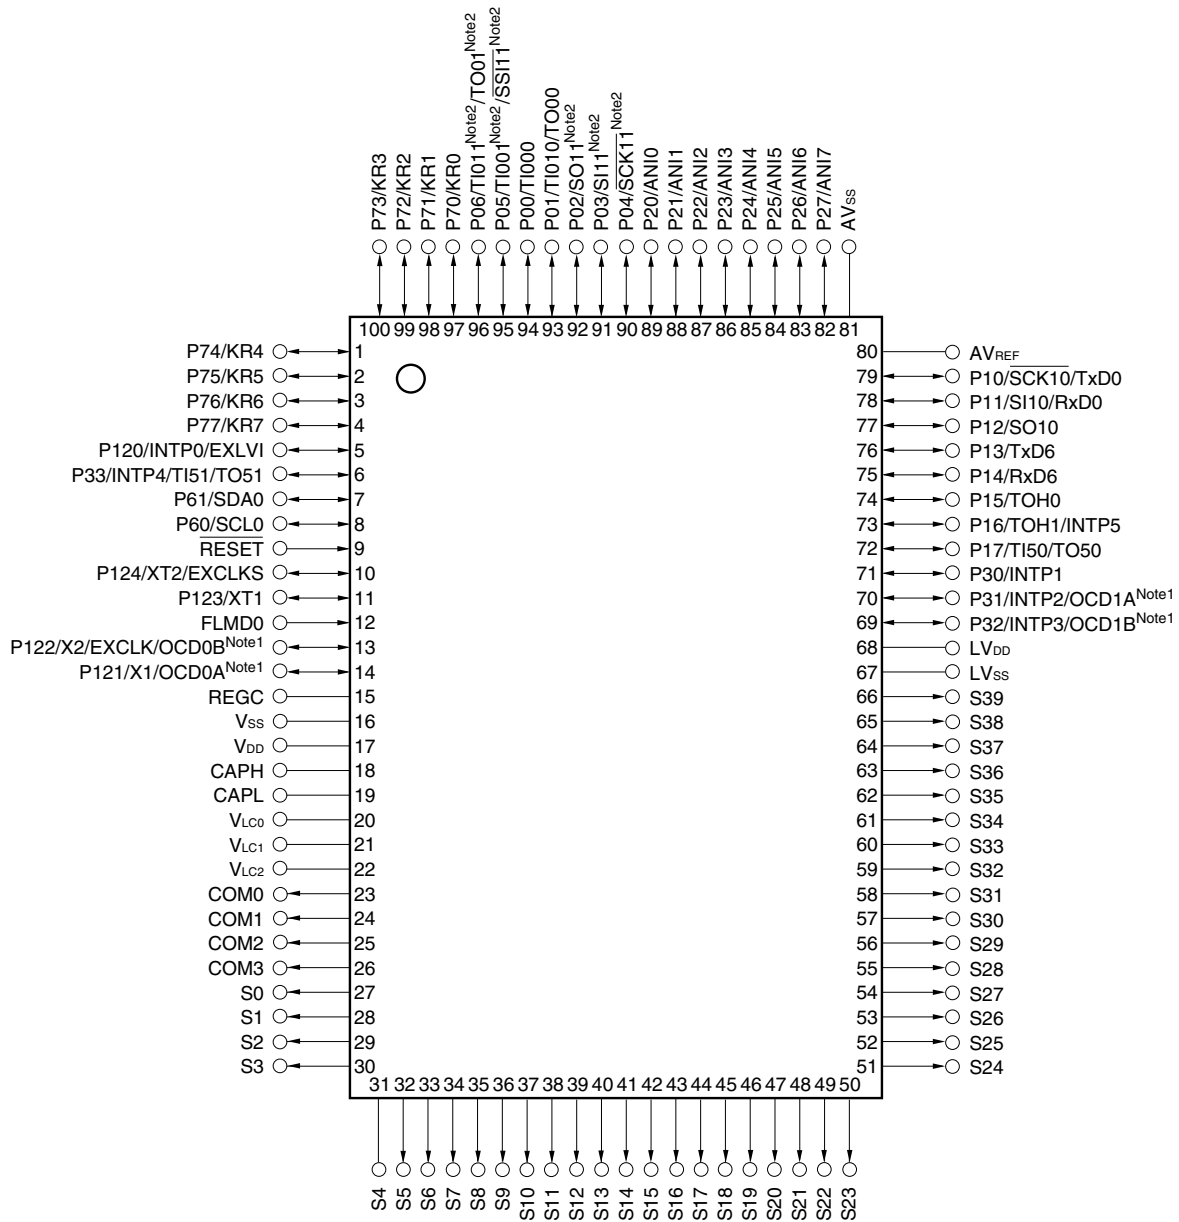 P73/KR3
P72/KR2
P71/KR1
P70/KR0
P06/TI011Note2/TO01Note2
P05/TI001Note2/SSI11Note2
P00/TI000
P01/TI010/TO00
P02/SO11Note2
P03/SI11Note2
P04/SCK11Note2
P20/ANI0
P21/ANI1
P22/ANI2
P23/ANI3
P24/ANI4
P25/ANI5
P26/ANI6
P27/ANI7
AVSS
100 99 98 97 96 95 94 93 92 91 90 89 88 87 86 85 84 83 82 81
P74/KR4 1
P75/KR5 2
P76/KR6 3
P77/KR7 4
P120/INTP0/EXLVI 5
P33/INTP4/TI51/TO51 6
P61/SDA0 7
P60/SCL0 8
RESET 9
P124/XT2/EXCLKS 10
P123/XT1 11
FLMD0 12
P122/X2/EXCLK/OCD0BNote1 13
P121/X1/OCD0ANote1 14
REGC 15
VSS 16
VDD 17
CAPH 18
CAPL 19
VLC0 20
VLC1 21
VLC2 22
COM0 23
COM1 24
COM2 25
COM3 26
S0 27
S1 28
S2 29
S3 30
80 AVREF
79 P10/SCK10/TxD0
78 P11/SI10/RxD0
77 P12/SO10
76 P13/TxD6
75 P14/RxD6
74 P15/TOH0
73 P16/TOH1/INTP5
72 P17/TI50/TO50
71 P30/INTP1
70 P31/INTP2/OCD1ANote1
69 P32/INTP3/OCD1BNote1
68 LVDD
67 LVSS
66 S39
65 S38
64 S37
63 S36
62 S35
61 S34
60 S33
59 S32
58 S31
57 S30
56 S29
55 S28
54 S27
53 S26
52 S25
51 S24
31 32 33 34 35 36 37 38 39 40 41 42 43 44 45 46 47 48 49 50
S4
S5
S6
S7
S8
S9
S10
S11
S12
S13
S14
S15
S16
S17
S18
S19
S20
S21
S22
S23